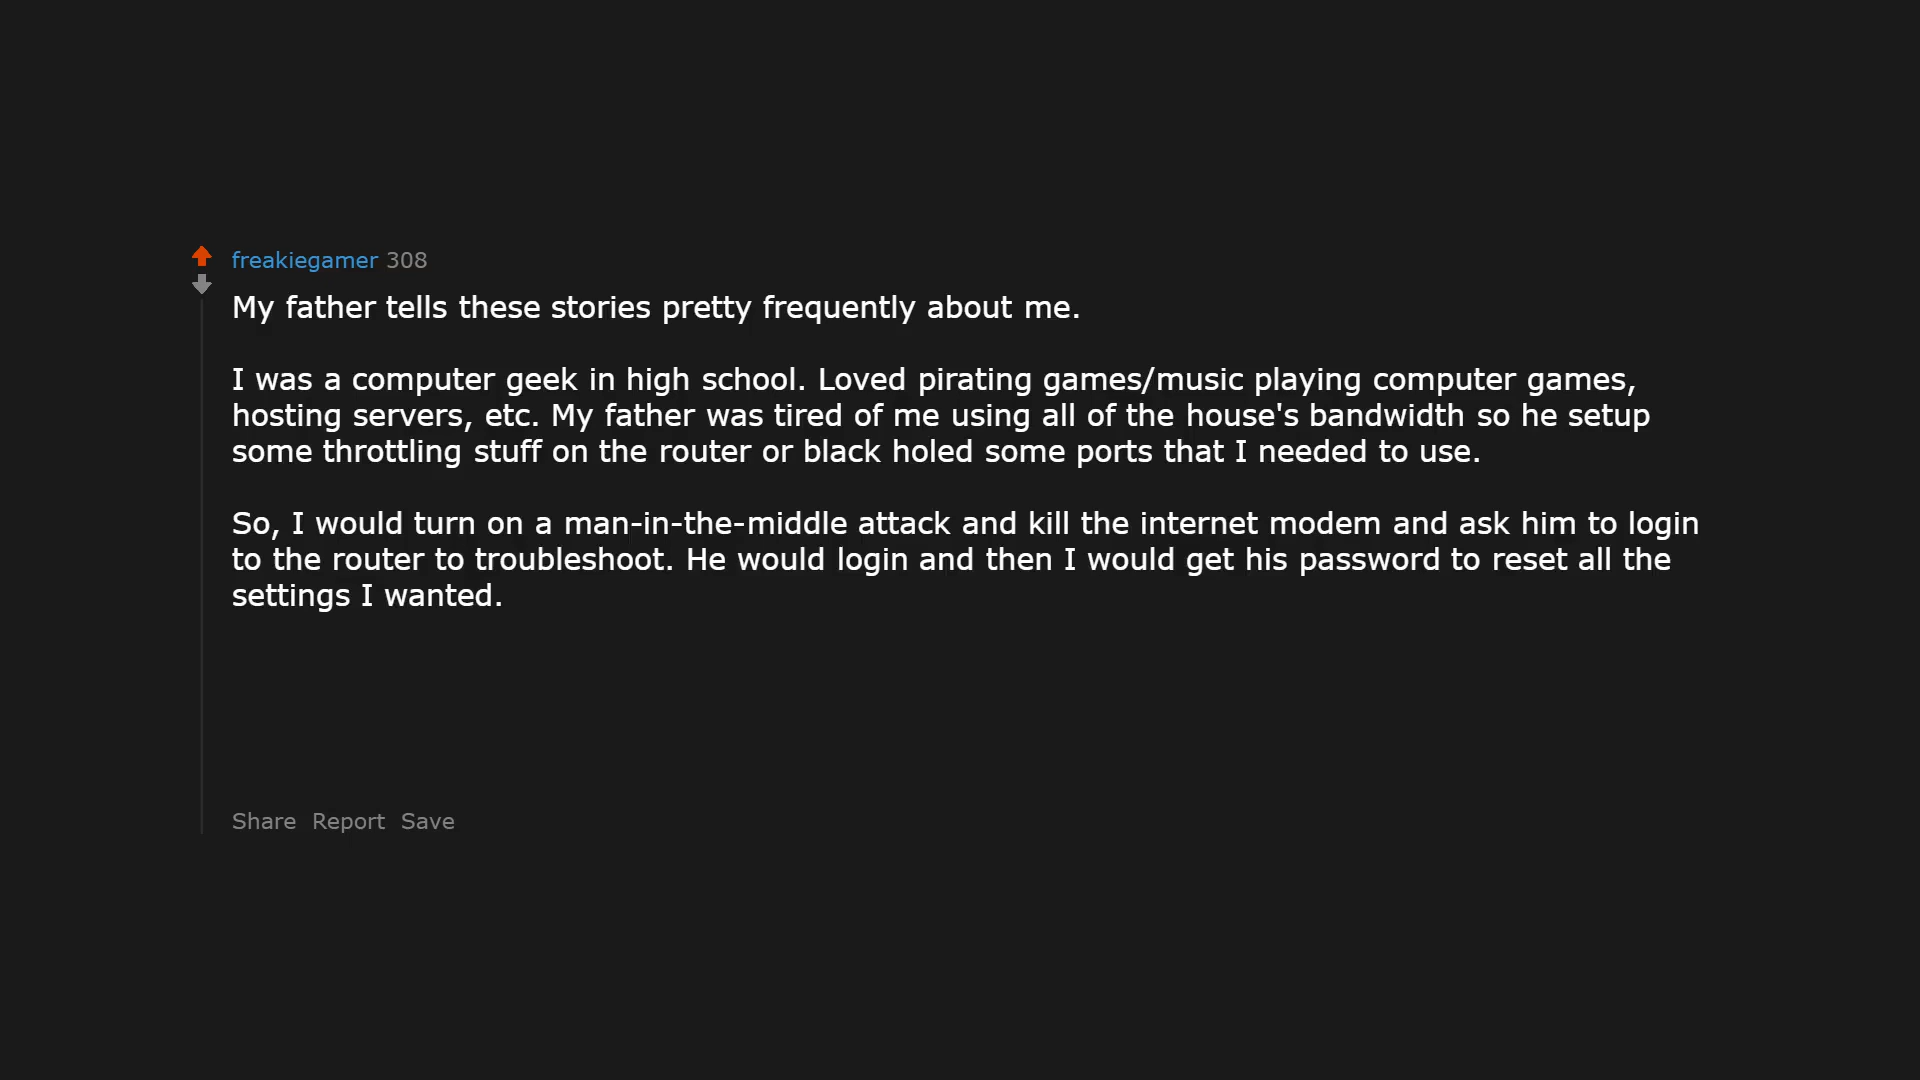 freakiegamer 308
My father tells these stories pretty frequently about me.
I was a computer geek in high school. Loved pirating games/music playing computer games,
hosting servers, etc. My father was tired of me using all of the house's bandwidth so he setup
some throttling stuff on the router or black holed some ports that I needed to use.
So, I would turn on a man-in-the-middle attack and kill the internet modem and ask him to login
to the router to troubleshoot. He would login and then I would get his password to reset all the
settings I wanted.
Share Report Save